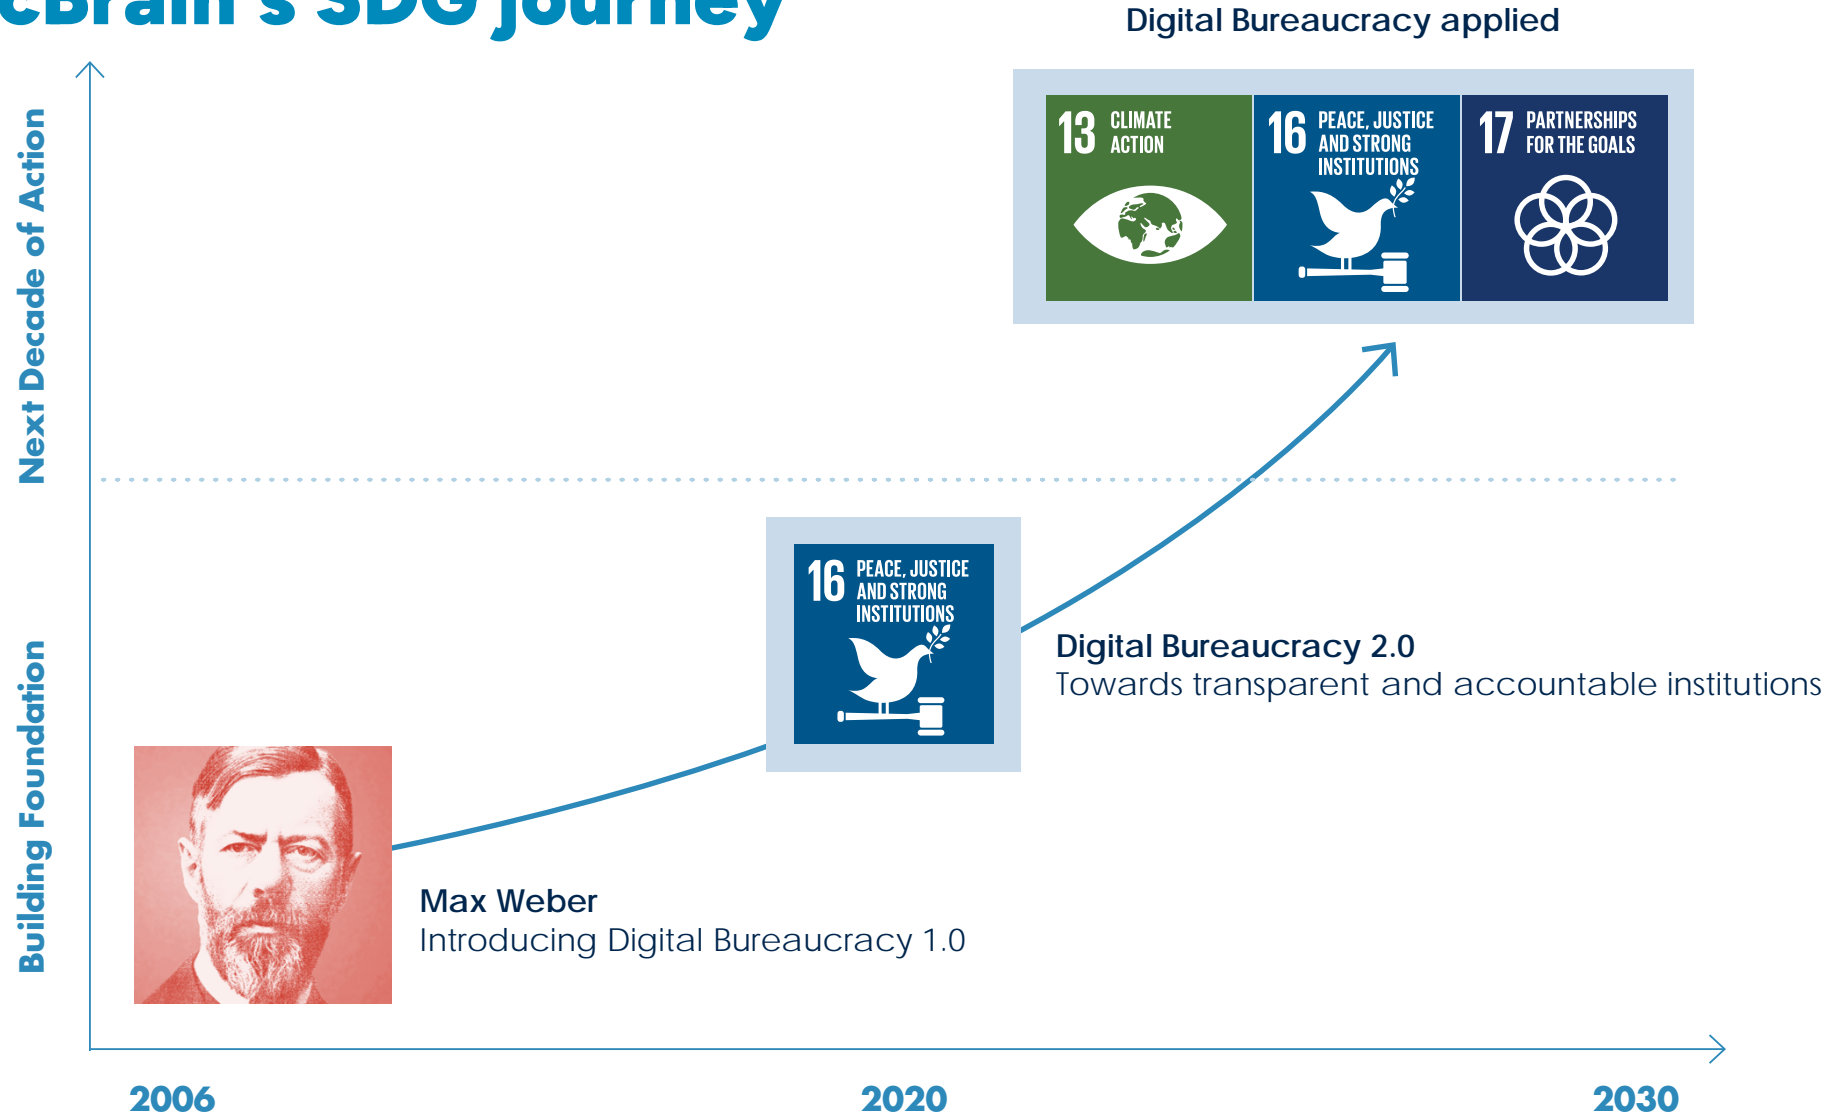 cBrain's SDG journey
Digital Bureaucracy applied
Next Decade of Action
13 CLIMATE
ACTION
16 PEACE, JUSTICE
AND STRONG
INSTITUTIONS
17 PARTNERSHIPS
FOR THE GOALS
16 PEACE, JUSTICE
AND STRONG
INSTITUTIONS
Digital Bureaucracy 2.0
Towards transparent and accountable institutions
Building Foundation
Max Weber
Introducing Digital Bureaucracy 1.0
2006
2020
2030